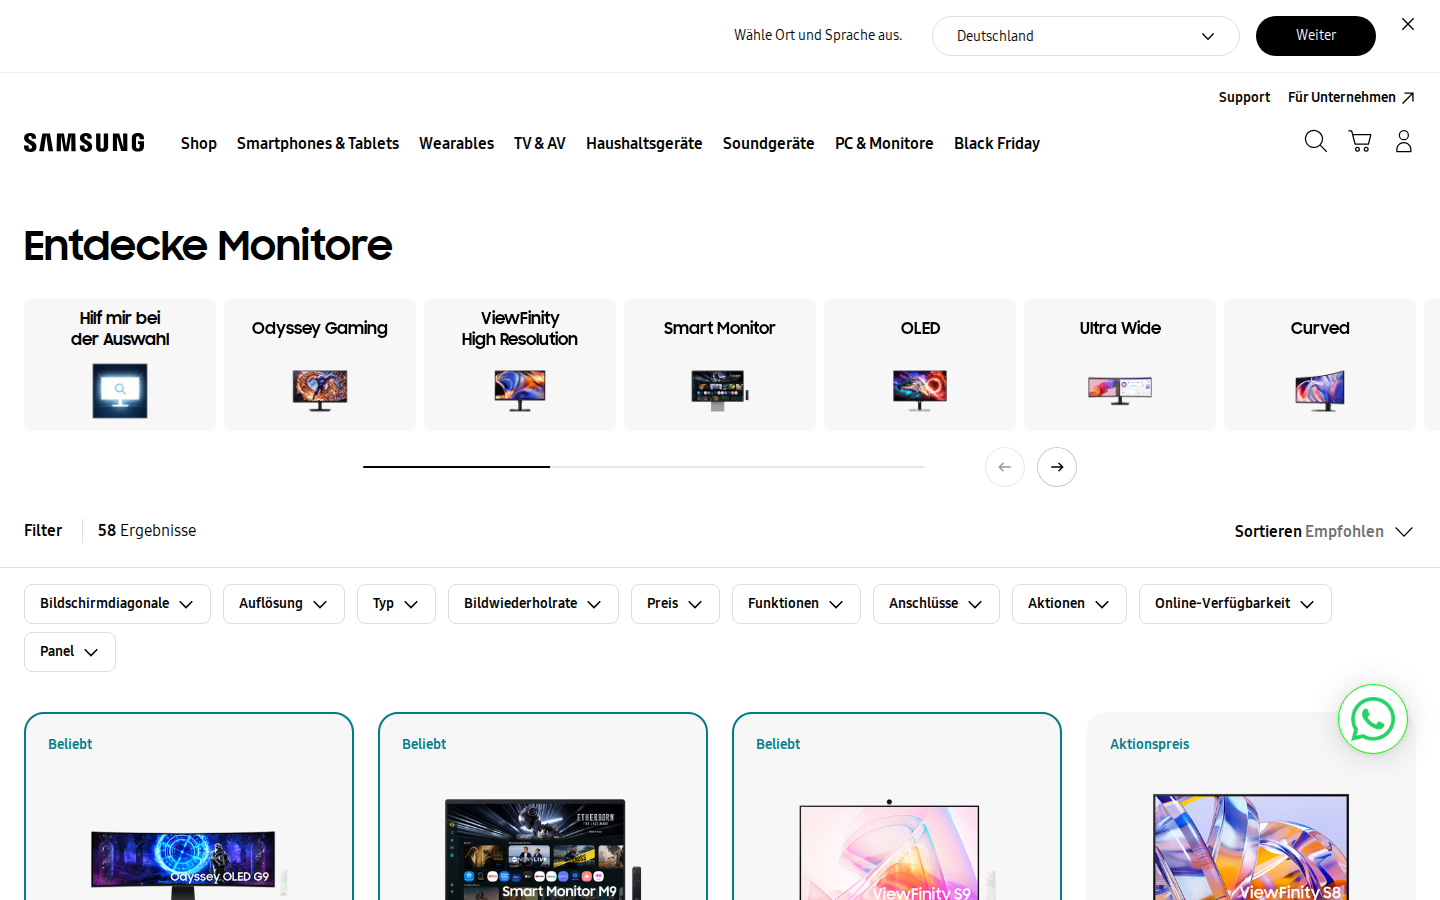 Wähle Ort und Sprache aus.
Deutschland
Weiter
Support
Für Unternehmen
SAMSUNG
Shop
Smartphones & Tablets
Wearables
TV & AV
Haushaltsgeräte
Soundgeräte
PC & Monitore
Black Friday
Entdecke Monitore
Hilf mir bei
der Auswahl
Odyssey Gaming
ViewFinity
High Resolution
Smart Monitor
OLED
Ultra Wide
Curved
Filter
58 Ergebnisse
Sortieren Empfohlen
Bildschirmdiagonale
Auflösung
Typ
Bildwiederholrate
Preis
Funktionen
Anschlüsse
Aktionen
Online-Verfügbarkeit
Panel
Beliebt
Odyssey OLED G9
Beliebt
ETHERBORN
Smart Monitor M9
Beliebt
ViewFinity S9
Aktionspreis
ViewFinity S8